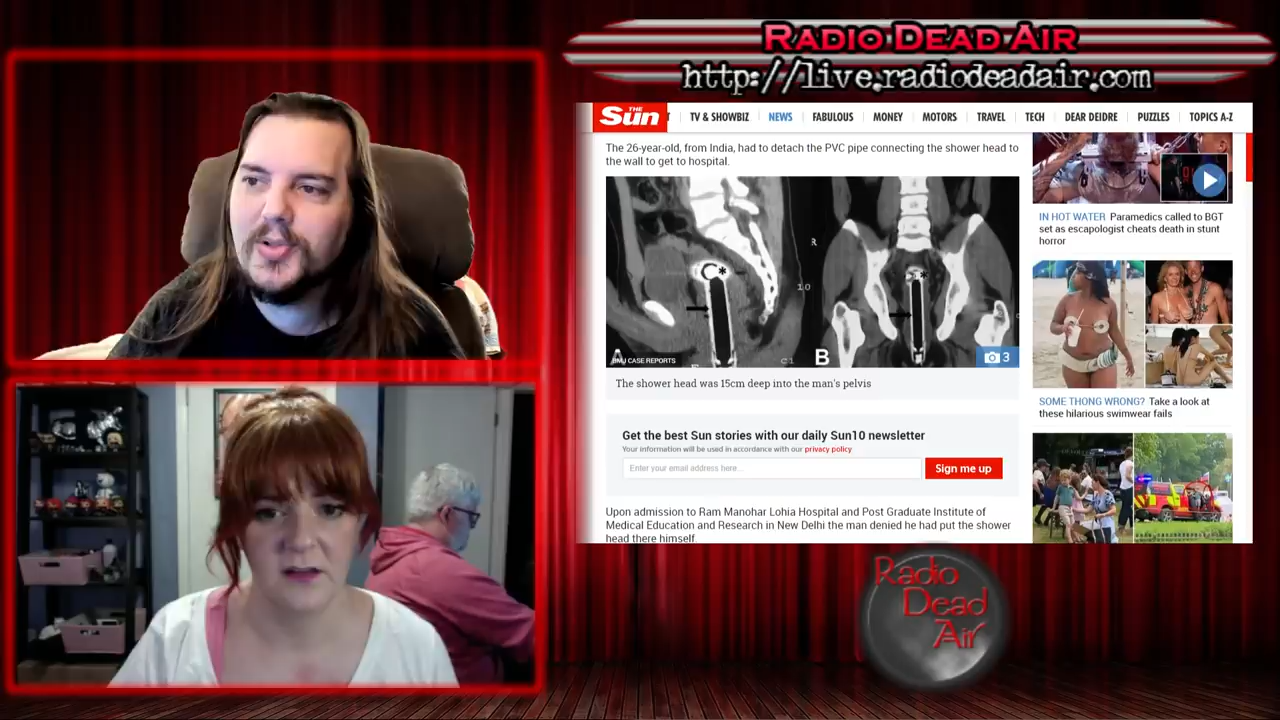 RADIO DEAD AIR
http://live.radiodeadair.com
THE
Sun
TV & SHOWBIZ NEWS FABULOUS MONEY MOTORS TRAVEL TECH DEAR DEIDRE PUZZLES TOPICS A-Z
The 26-year-old, from India, had to detach the PVC pipe connecting the shower head to
the wall to get to hospital.
R
10
B
BMJ CASE REPORTS
3
The shower head was 15cm deep into the man's pelvis
Get the best Sun stories with our daily Sun10 newsletter
Your information will be used in accordance with our privacy policy
Enter your email address here...
Sign me up
Upon admission to Ram Manohar Lohia Hospital and Post Graduate Institute of
Medical Education and Research in New Delhi the man denied he had put the shower
head there himself.
IN HOT WATER Paramedics called to BGT
set as escapologist cheats death in stunt
horror
SOME THONG WRONG? Take a look at
these hilarious swimwear fails
Radio
Dead
Air